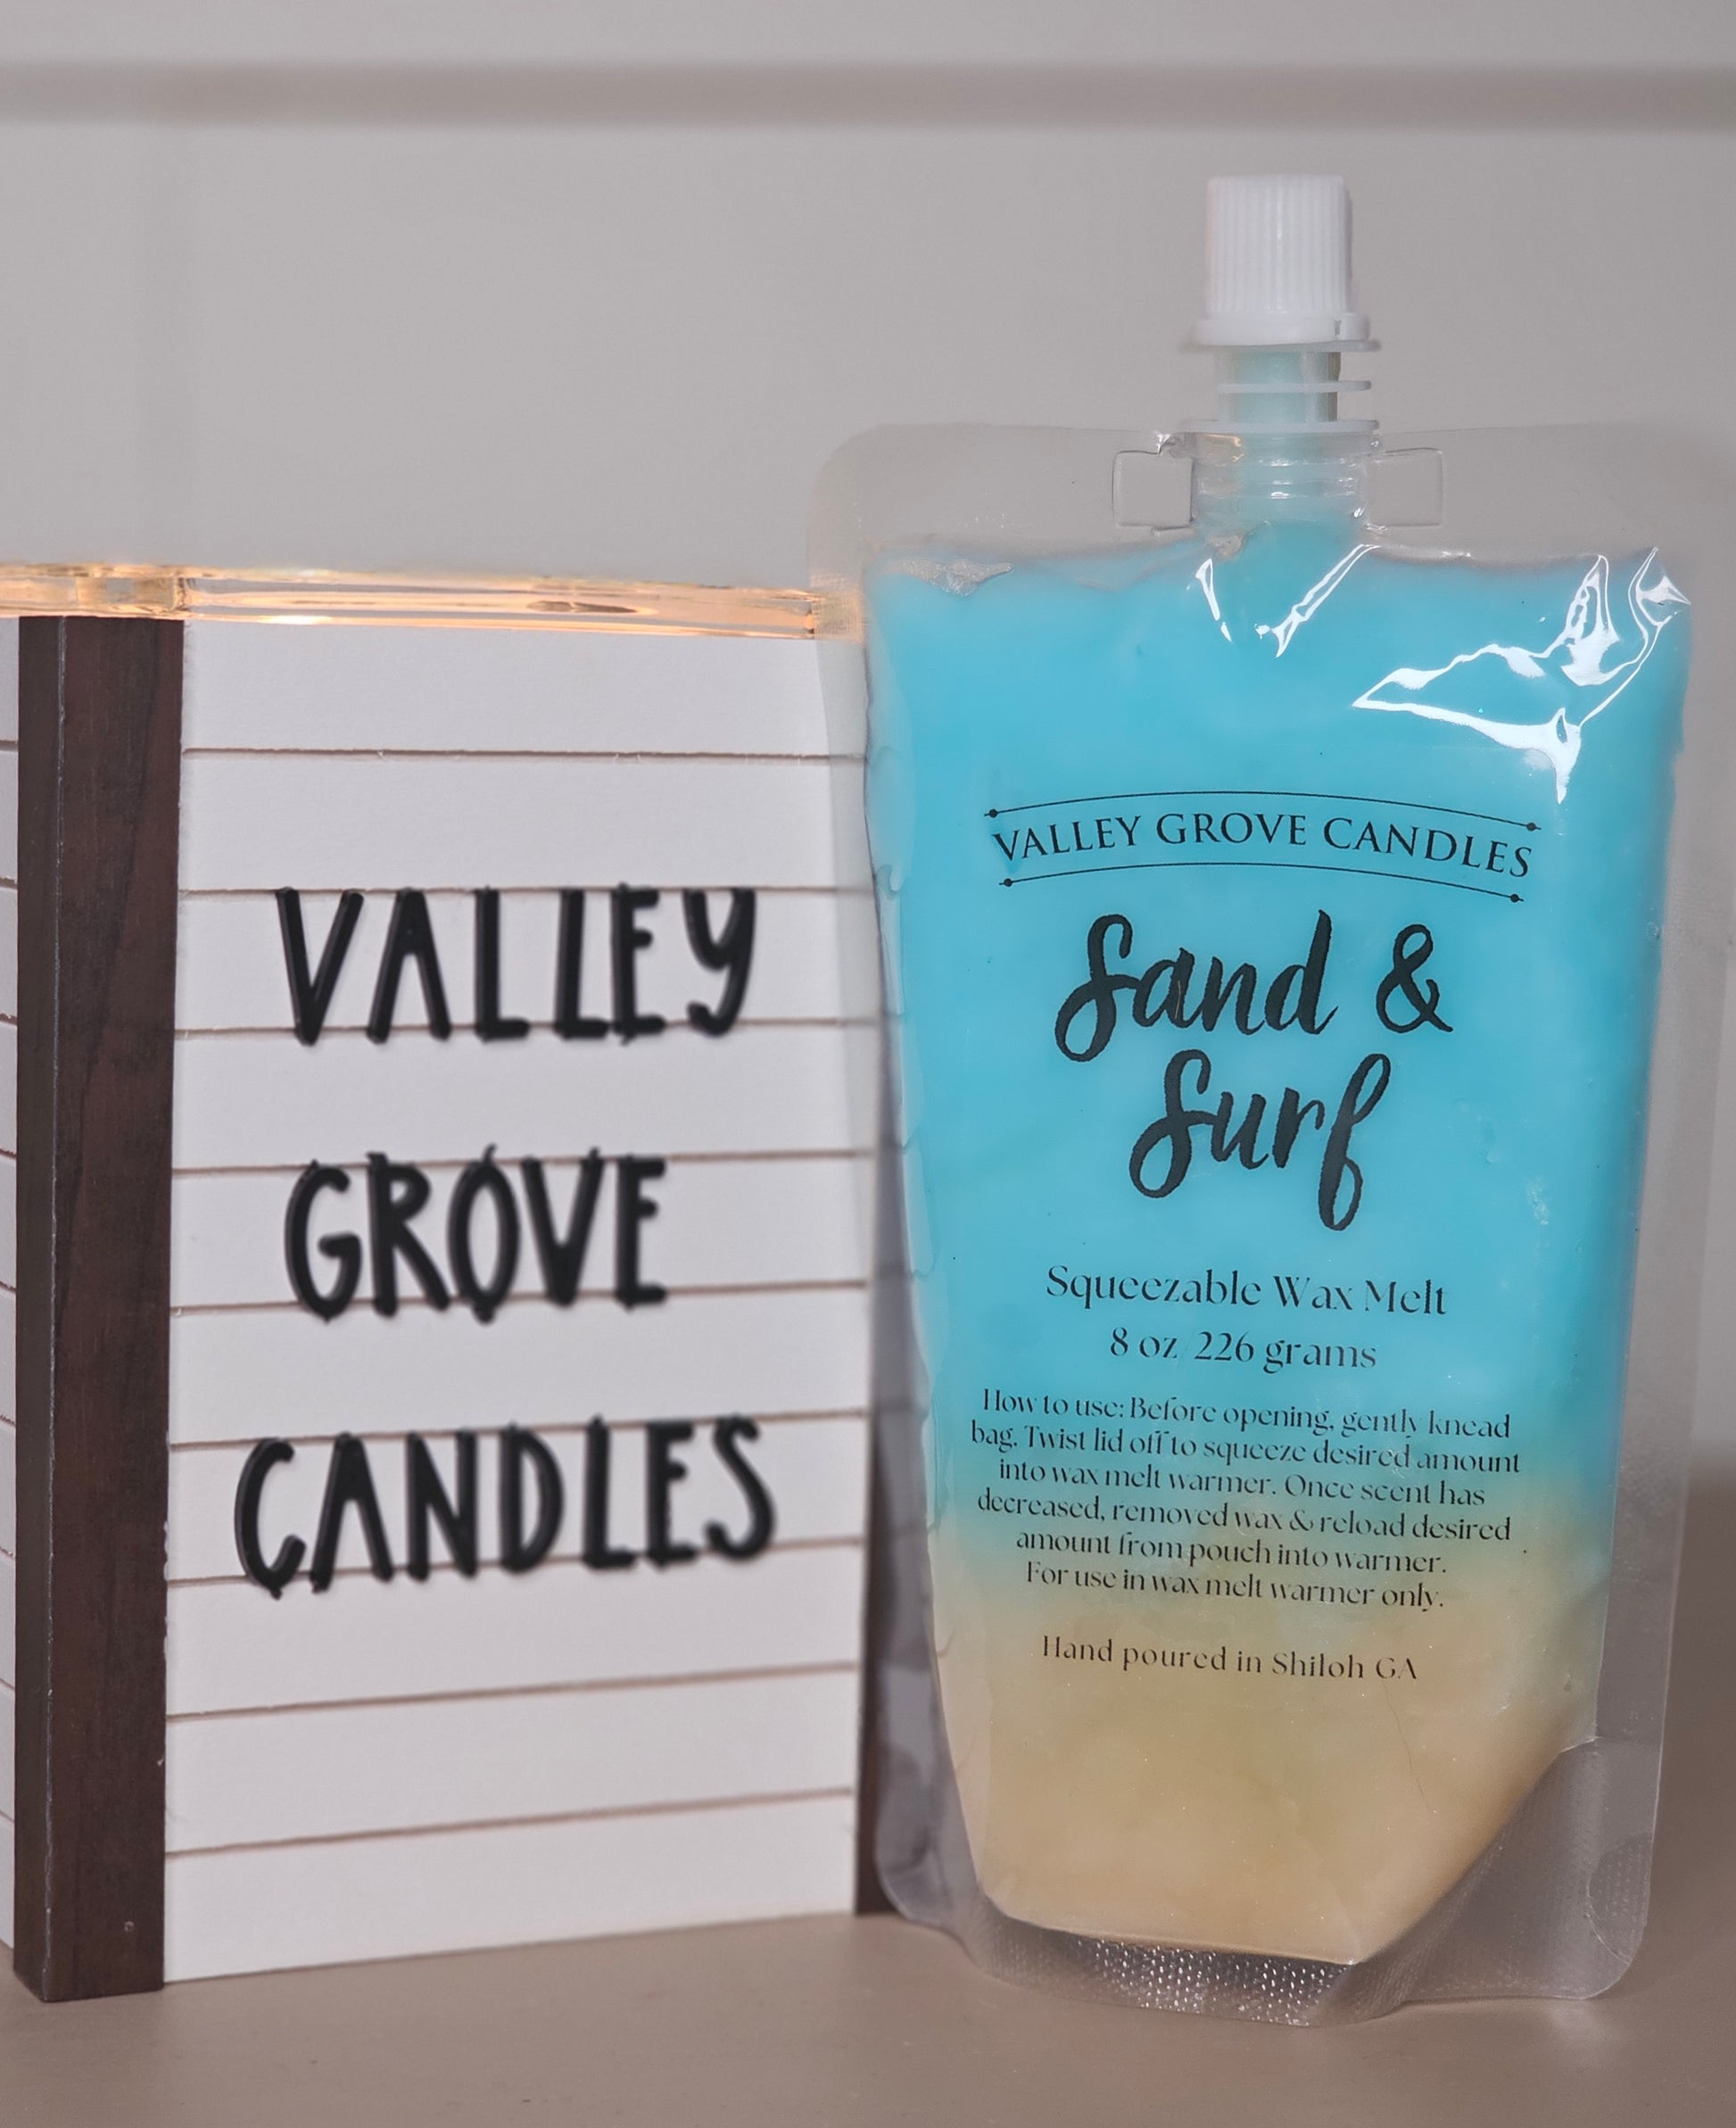 VALLEY
GROVE
CANDLES
VALLEY GROVE CANDLES
Sand &
Surf
Squeezable Wax Melt
8 oz 226 grams
How to use: Before opening, gently knead
bag. Twist lid off to squeeze desired amount
into wax melt warmer. Once scent has
decreased, removed wax & reload desired
amount from pouch into warmer.
For use in wax melt warmer only.
Hand poured in Shiloh GA